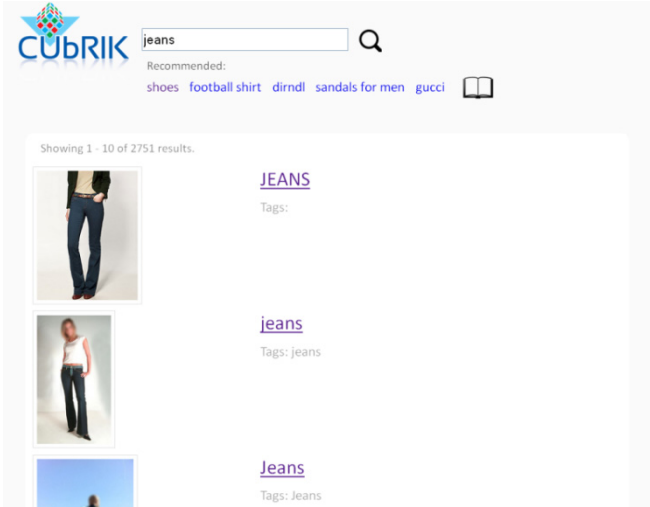 CUbRIK
jeans
Recommended:
shoes football shirt dirndl sandals for men gucci
Showing 1 - 10 of 2751 results.
JEANS
Tags:
jeans
Tags: jeans
Jeans
Tags: Jeans